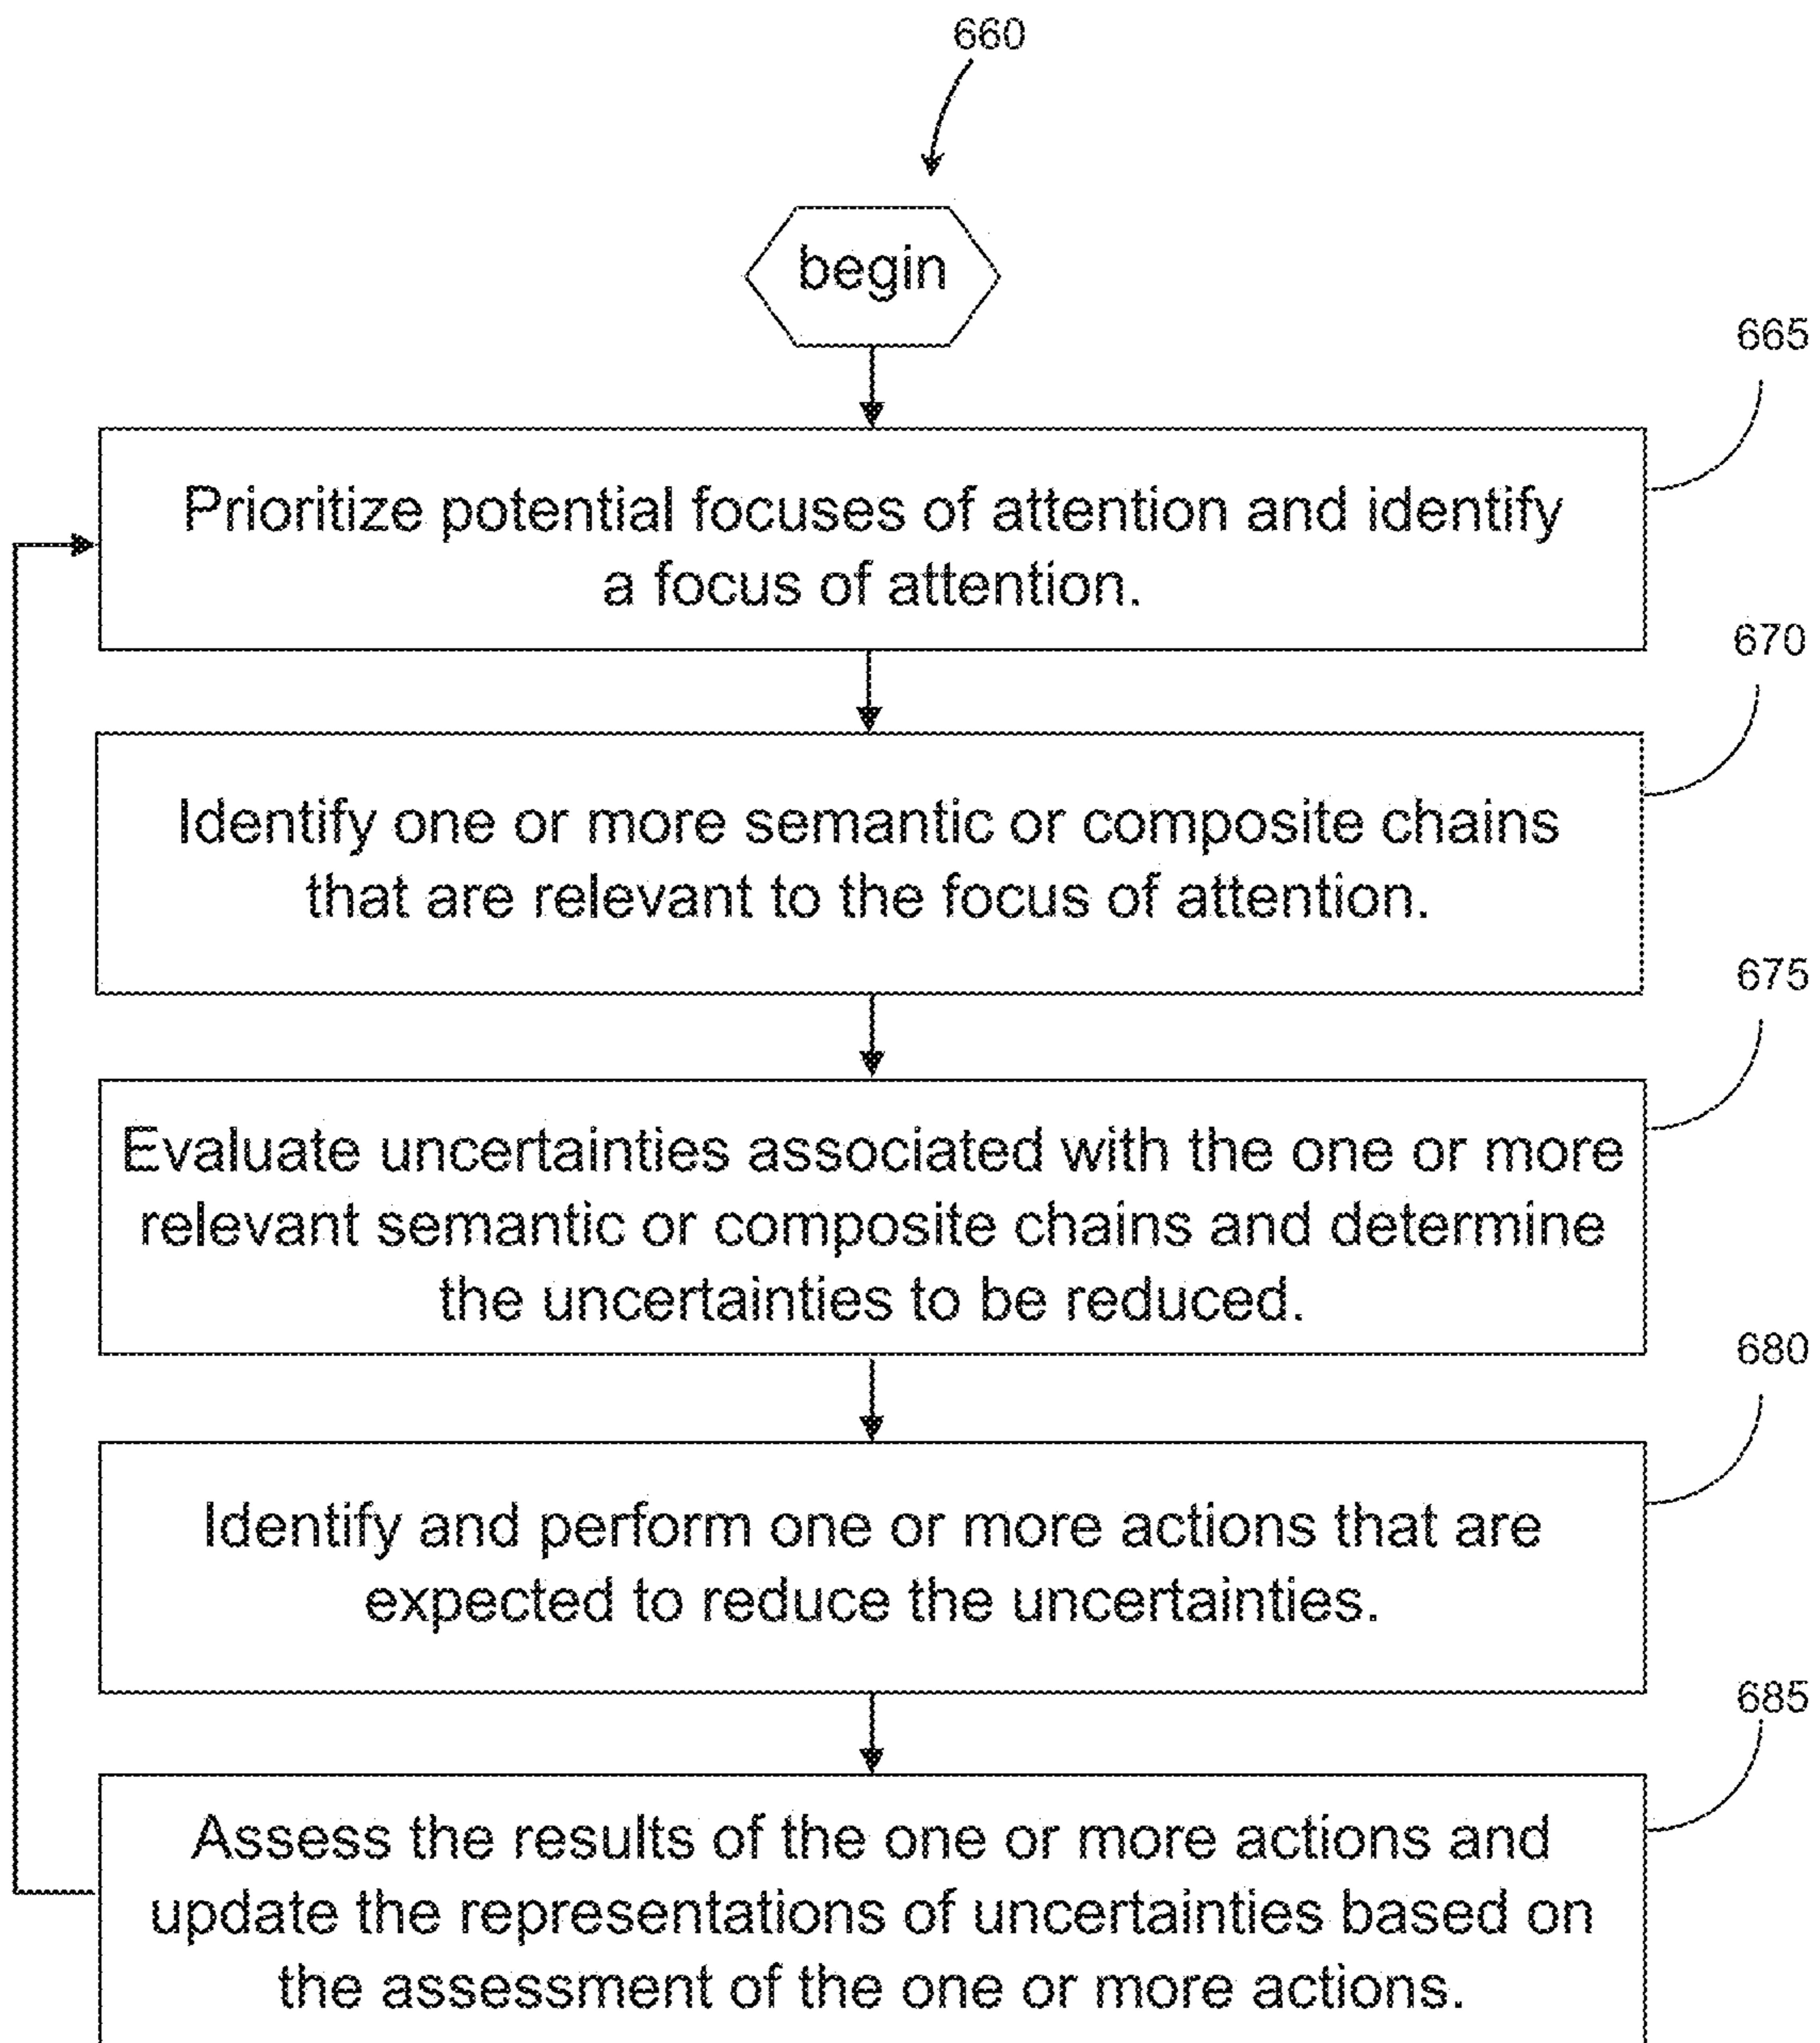 660
begin
665
Prioritize potential focuses of attention and identify
a focus of attention.
670
Identify one or more semantic or composite chains
that are relevant to the focus of attention.
675
Evaluate uncertainties associated with the one or more
relevant semantic or composite chains and determine
the uncertainties to be reduced.
680
Identify and perform one or more actions that are
expected to reduce the uncertainties.
685
Assess the results of the one or more actions and
update the representations of uncertainties based on
the assessment of the one or more actions.